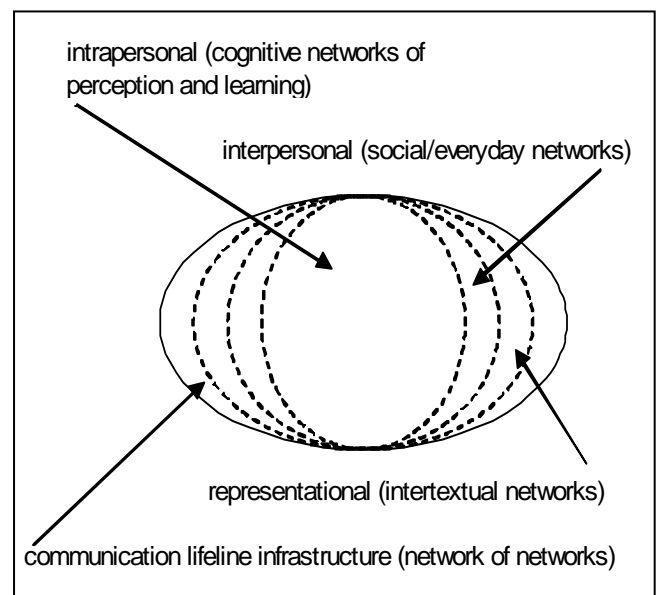 intrapersonal (cognitive networks of
perception and learning)
interpersonal (social/everyday networks)
representational (intertextual networks)
communication lifeline infrastructure (network of networks)